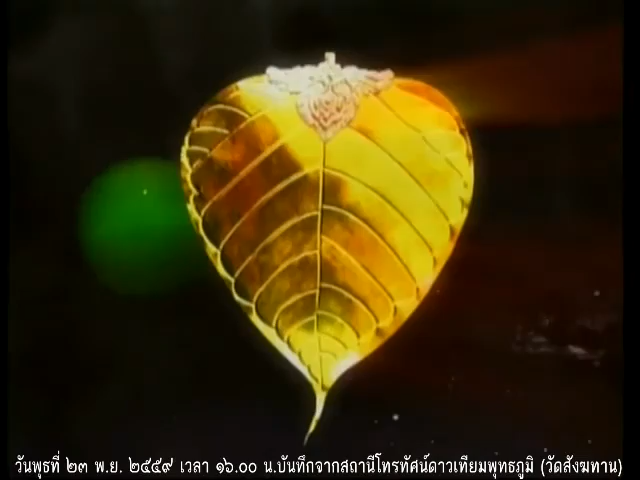 วันพุธที่ ๒๓ พ.ย. ๒๕๕๙ เวลา ๑๖.๐๐ น.บันทึกจากสถานีโทรทัศน์ดาวเทียมพุทธภูมิ (วัดสังฆทาน)